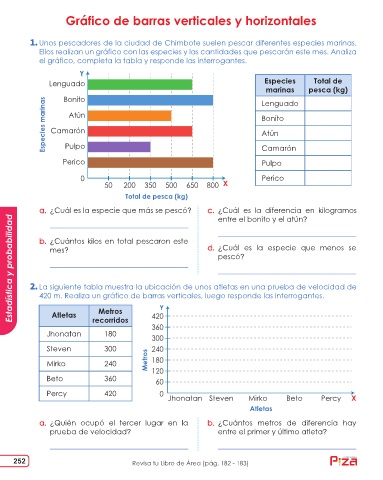 Gráfico de barras verticales y horizontales
1. Unos pescadores de la ciudad de Chimbote suelen pescar diferentes especies marinas.
Ellos realizan un gráfico con las especies y las cantidades que pescarán este mes. Analiza
el gráfico, completa la tabla y responde las interrogantes.
Y
Especies marinas
Lenguado
Bonito
Atún
Camarón
Pulpo
Perico
0
50 200 350 500 650 800 X
Total de pesca (kg)
Especies marinas Total de pesca (kg)
Lenguado
Bonito
Atún
Camarón
Pulpo
Perico
a. ¿Cuál es la especie que más se pescó?
b. ¿Cuántos kilos en total pescaron este
mes?
c. ¿Cuál es la diferencia en kilogramos
entre el bonito y el atún?
d. ¿Cuál es la especie que menos se
pescó?
Estadística y probabilidad
2. La siguiente tabla muestra la ubicación de unos atletas en una prueba de velocidad de
420 m. Realiza un gráfico de barras verticales, luego responde las interrogantes.
Atletas Metros recorridos
Jhonatan 180
Steven 300
Mirko 240
Beto 360
Percy 420
Y
Metros
420
360
300
240
180
120
60
0
Jhonatan Steven Mirko Beto Percy X
Atletas
a. ¿Quién ocupó el tercer lugar en la
prueba de velocidad?
b. ¿Cuántos metros de diferencia hay
entre el primer y último atleta?
252
Revisa tu Libro de Área (pág. 182 - 183)